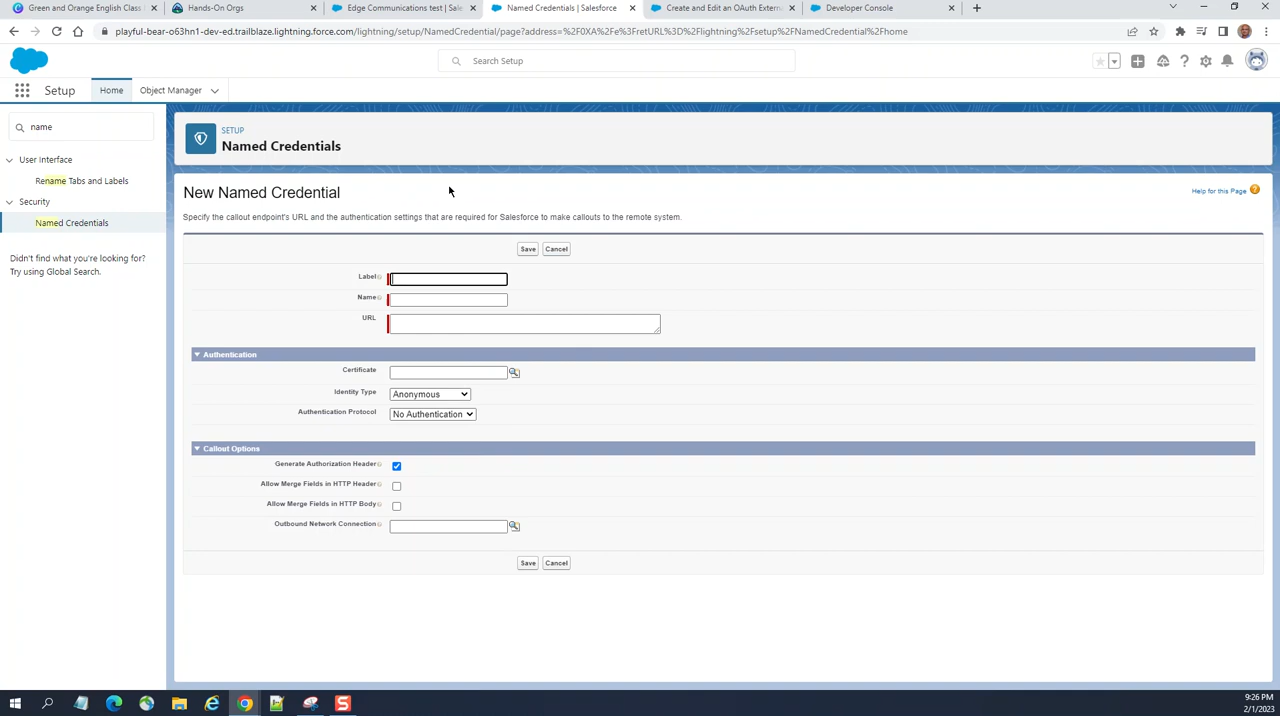 Green and Orange English Class
Hands-On Orgs
Edge Communications test | Sales
Named Credentials | Salesforce
Create and Edit an OAuth Extern
Developer Console
playful-bear-o63hn1-dev-ed.trailblaze.lightning.force.com/lightning/setup/NamedCredential/page?address=%2F0XA%2Fe%3FretURL%3D%2Flightning%2Fsetup%2FNamedCredential%2Fhome
Search Setup
Setup
Home
Object Manager
name
User Interface
Rename Tabs and Labels
Security
Named Credentials
Didn't find what you're looking for?
Try using Global Search.
SETUP
Named Credentials
New Named Credential
Help for this Page
Specify the callout endpoint's URL and the authentication settings that are required for Salesforce to make callouts to the remote system.
Save Cancel
Label
Name
URL
Authentication
Certificate
Identity Type
Anonymous
Authentication Protocol
No Authentication
Callout Options
Generate Authorization Header
Allow Merge Fields in HTTP Header
Allow Merge Fields in HTTP Body
Outbound Network Connection
Save Cancel
9:26 PM
2/1/2023